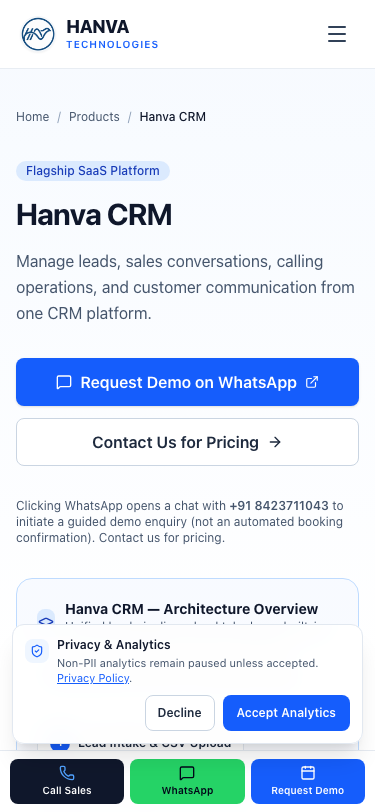 HANVA
TECHNOLOGIES
Home / Products / Hanva CRM
Flagship SaaS Platform
Hanva CRM
Manage leads, sales conversations, calling
operations, and customer communication from
one CRM platform.
Request Demo on WhatsApp
Contact Us for Pricing →
Clicking WhatsApp opens a chat with +91 8423711043 to
initiate a guided demo enquiry (not an automated booking
confirmation). Contact us for pricing.
Hanva CRM — Architecture Overview
Privacy & Analytics
Non-PII analytics remain paused unless accepted.
Privacy Policy.
Decline
Accept Analytics
Lead Intake & CSV Upload
Call Sales
WhatsApp
Request Demo